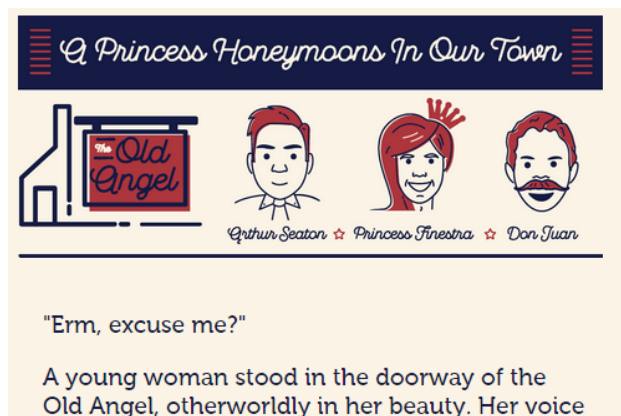 A Princess Honeymoons In Our Town
The Old
Angel
Arthur Seaton ☆ Princess Finestra ☆ Don Juan
"Erm, excuse me?"
A young woman stood in the doorway of the
Old Angel, otherworldly in her beauty. Her voice